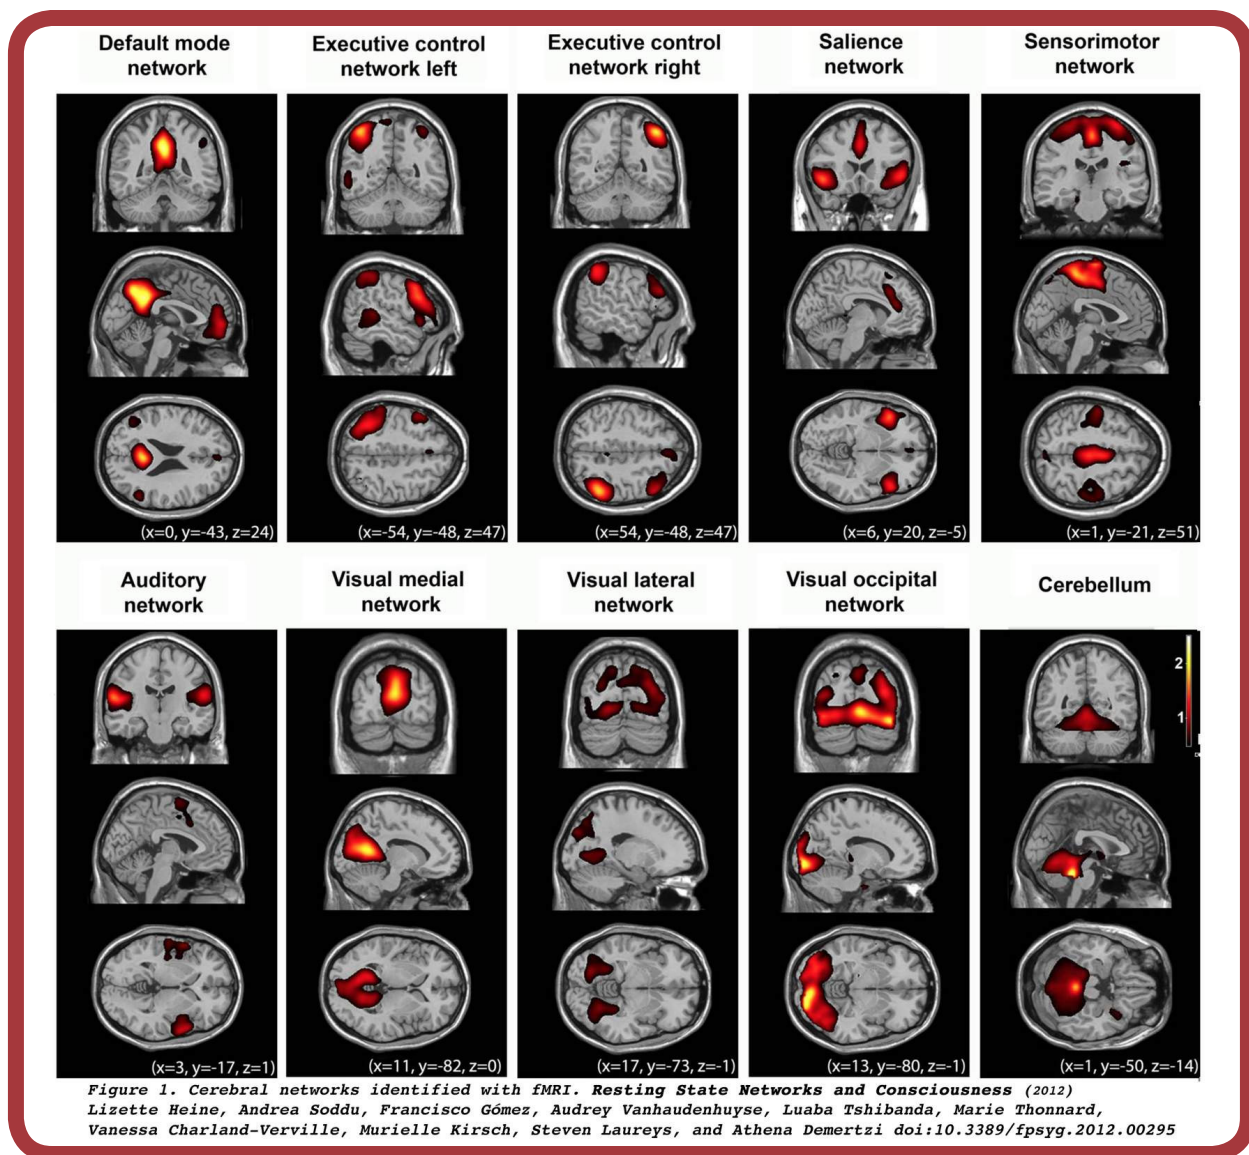 Default mode
network
Executive control
network left
Executive control
network right
Salience
network
Sensorimotor
network
(x=0, y=-43, z=24)
(x=-54, y=-48, z=47)
(x=54, y=-48, z=47)
(x=6, y=20, z=-5)
(x=1, y=-21, z=51)
Auditory
network
Visual medial
network
Visual lateral
network
Visual occipital
network
Cerebellum
2
1
(x=3, y=-17, z=1)
(x=11, y=-82, z=0)
(x=17, y=-73, z=-1)
(x=13, y=-80, z=-1)
(x=1, y=-50, z=-14)
Figure 1. Cerebral networks identified with fMRI. Resting State Networks and Consciousness (2012)
Lizette Heine, Andrea Soddu, Francisco Gómez, Audrey Vanhaudenhuyse, Luaba Tshibanda, Marie Thonnard,
Vanessa Charland-Verville, Murielle Kirsch, Steven Laureys, and Athena Demertzi doi:10.3389/fpsyg.2012.00295